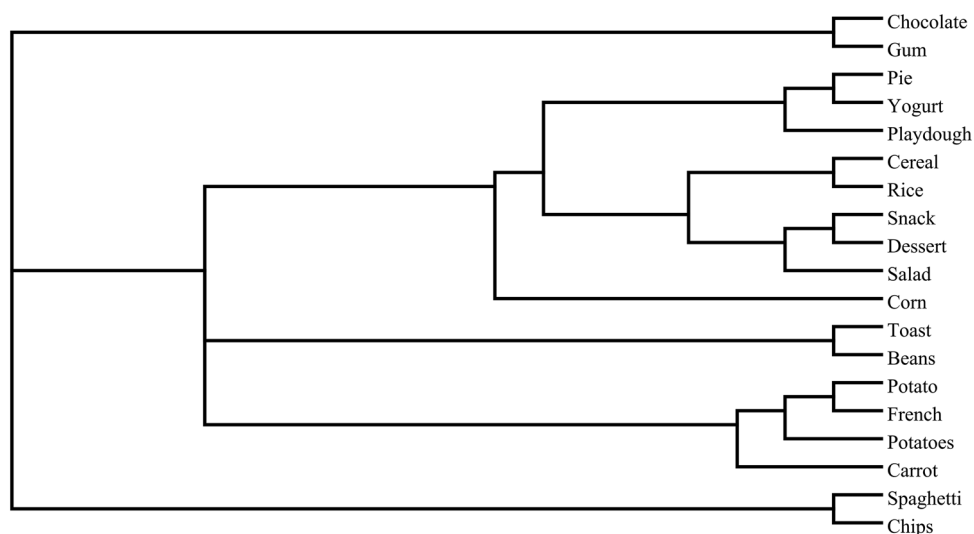 Chocolate
Gum
Pie
Yogurt
Playdough
Cereal
Rice
Snack
Dessert
Salad
Corn
Toast
Beans
Potato
French
Potatoes
Carrot
Spaghetti
Chips